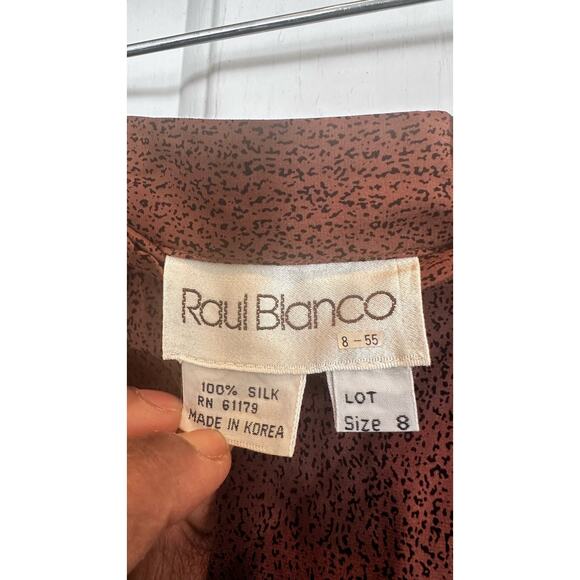 Raul Blanco
8-55
100% SILK
RN 61179
MADE IN KOREA
LOT
Size 8